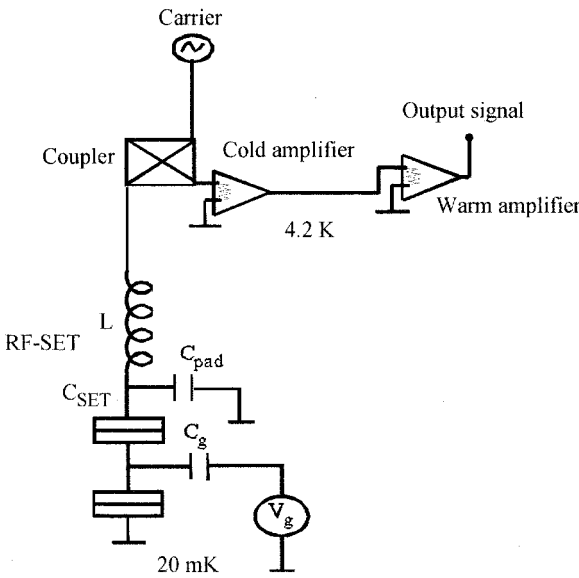 Carrier
Output signal
Coupler
Cold amplifier
Warm amplifier
4.2 K
L
RF-SET
C_pad
C_SET
C_g
V_g
20 mK